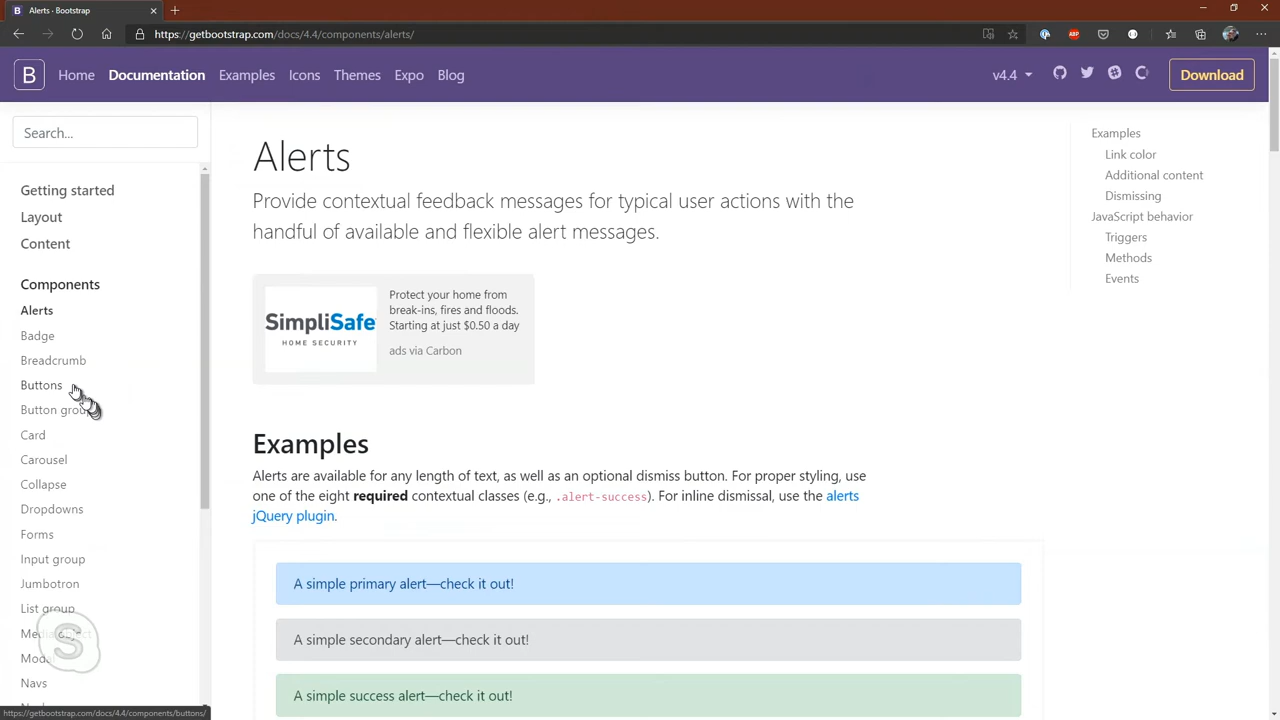 Alerts · Bootstrap
https://getbootstrap.com/docs/4.4/components/alerts/
B
Home Documentation Examples Icons Themes Expo Blog
v4.4
Download
Search...
Getting started
Layout
Content
Components
Alerts
Badge
Breadcrumb
Buttons
Button group
Card
Carousel
Collapse
Dropdowns
Forms
Input group
Jumbotron
List group
Media object
Modal
Navs
https://getbootstrap.com/docs/4.4/components/buttons/
Alerts
Provide contextual feedback messages for typical user actions with the
handful of available and flexible alert messages.
SimpliSafe
HOME SECURITY
Protect your home from
break-ins, fires and floods.
Starting at just $0.50 a day
ads via Carbon
Examples
Alerts are available for any length of text, as well as an optional dismiss button. For proper styling, use
one of the eight required contextual classes (e.g., .alert-success). For inline dismissal, use the alerts
jQuery plugin.
A simple primary alert—check it out!
A simple secondary alert—check it out!
A simple success alert—check it out!
Examples
Link color
Additional content
Dismissing
JavaScript behavior
Triggers
Methods
Events
ABP
S